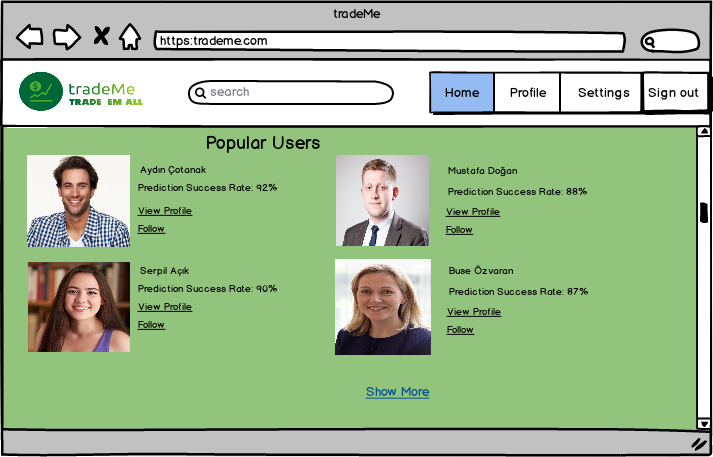 tradeMe
https:trademe.com
$
tradeMe
TRADE EM ALL
search
Home
Profile
Settings
Sign out
Popular Users
Aydın Çotanak
Prediction Success Rate: 92%
View Profile
Follow
Mustafa Doğan
Prediction Success Rate: 88%
View Profile
Follow
Serpil Açık
Prediction Success Rate: 90%
View Profile
Follow
Buse Özvaran
Prediction Success Rate: 87%
View Profile
Follow
Show More